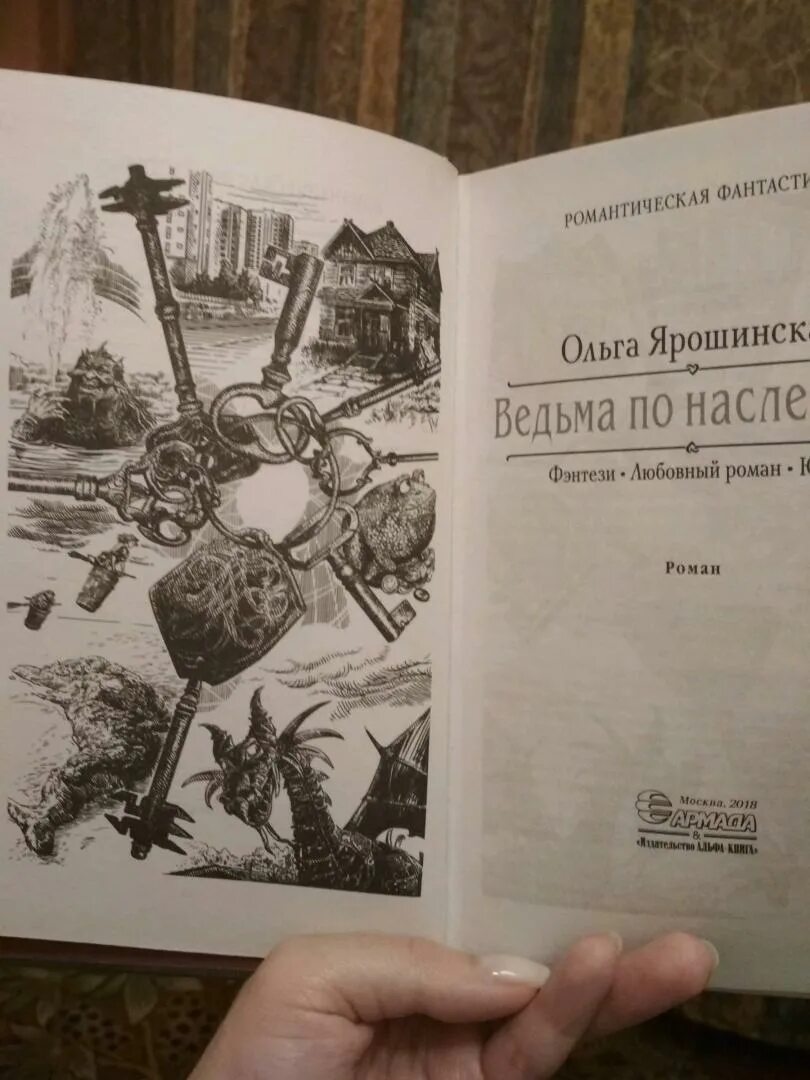 РОМАНТИЧЕСКАЯ ФАНТАСТИ
Ольга Ярошинска
Ведьма по насле
Фэнтези • Любовный роман • Ю
Роман
Москва, 2018
АРМАДА
&
«Издательство АЛЬФА-КНИГА»